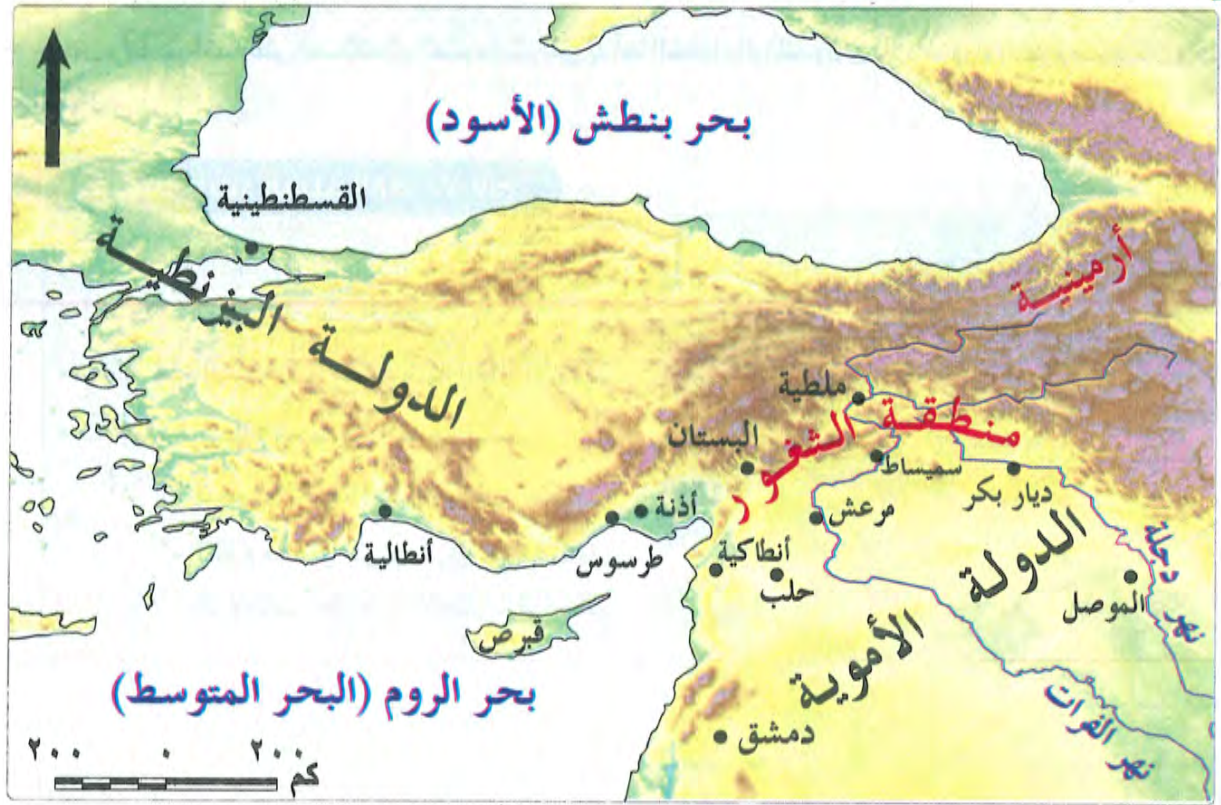 بحر بنطش (الأسود)
القسطنطينية
الدولة البيزنطية
أرمينية
ملطية
منطقة الثغور
البستان
سميساط
ديار بكر
مرعش
أذنة
طرسوس
أنطالية
أنطاكية
حلب
الدولة الأموية
الموصل
نهر دجلة
نهر الفرات
قبرص
بحر الروم (البحر المتوسط)
دمشق
٢٠٠ ٠ ٢٠٠
كم